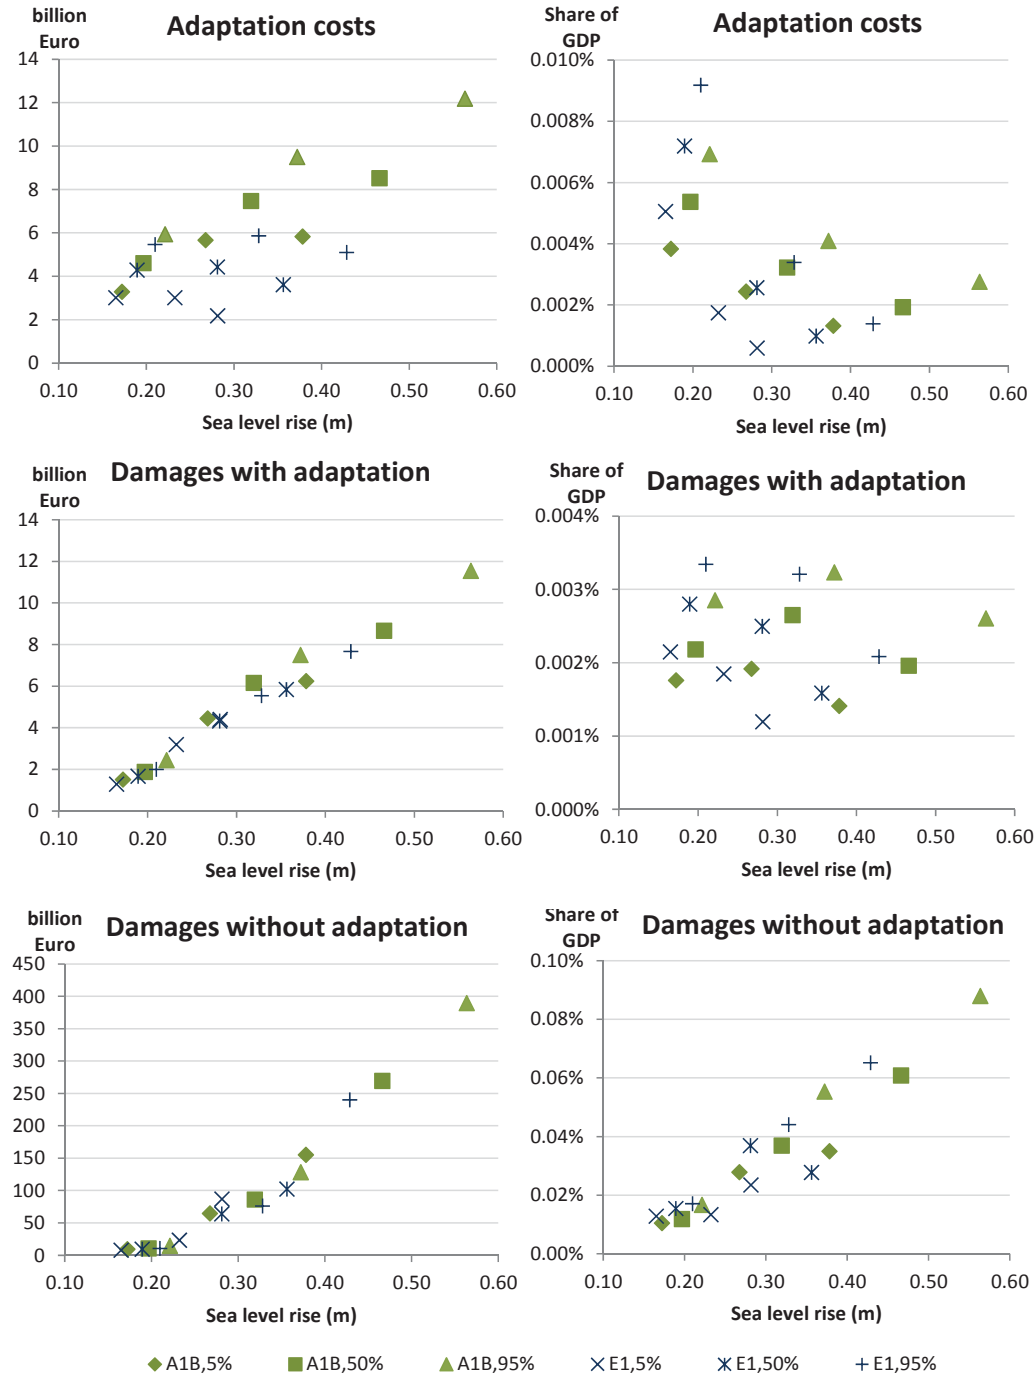 billion
Euro
Adaptation costs
14
12
10
8
6
4
2
0
0.10 0.20 0.30 0.40 0.50 0.60
Sea level rise (m)
Share of
GDP
Adaptation costs
0.010%
0.008%
0.006%
0.004%
0.002%
0.000%
0.10 0.20 0.30 0.40 0.50 0.60
Sea level rise (m)
billion
Euro
Damages with adaptation
14
12
10
8
6
4
2
0
0.10 0.20 0.30 0.40 0.50 0.60
Sea level rise (m)
Share of
GDP
Damages with adaptation
0.004%
0.003%
0.002%
0.001%
0.000%
0.10 0.20 0.30 0.40 0.50 0.60
Sea level rise (m)
billion
Euro
Damages without adaptation
450
400
350
300
250
200
150
100
50
0
0.10 0.20 0.30 0.40 0.50 0.60
Sea level rise (m)
Share of
GDP
Damages without adaptation
0.10%
0.08%
0.06%
0.04%
0.02%
0.00%
0.10 0.20 0.30 0.40 0.50 0.60
Sea level rise (m)
A1B,5% A1B,50% A1B,95% E1,5% E1,50% E1,95%